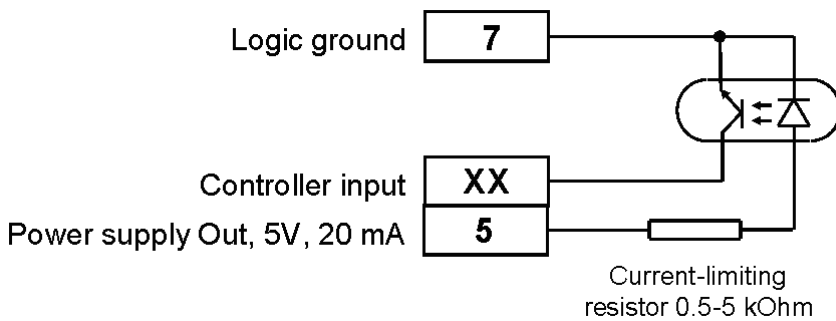 Logic ground 7
Controller input XX
Power supply Out, 5V, 20 mA 5
Current-limiting
resistor 0.5-5 kOhm